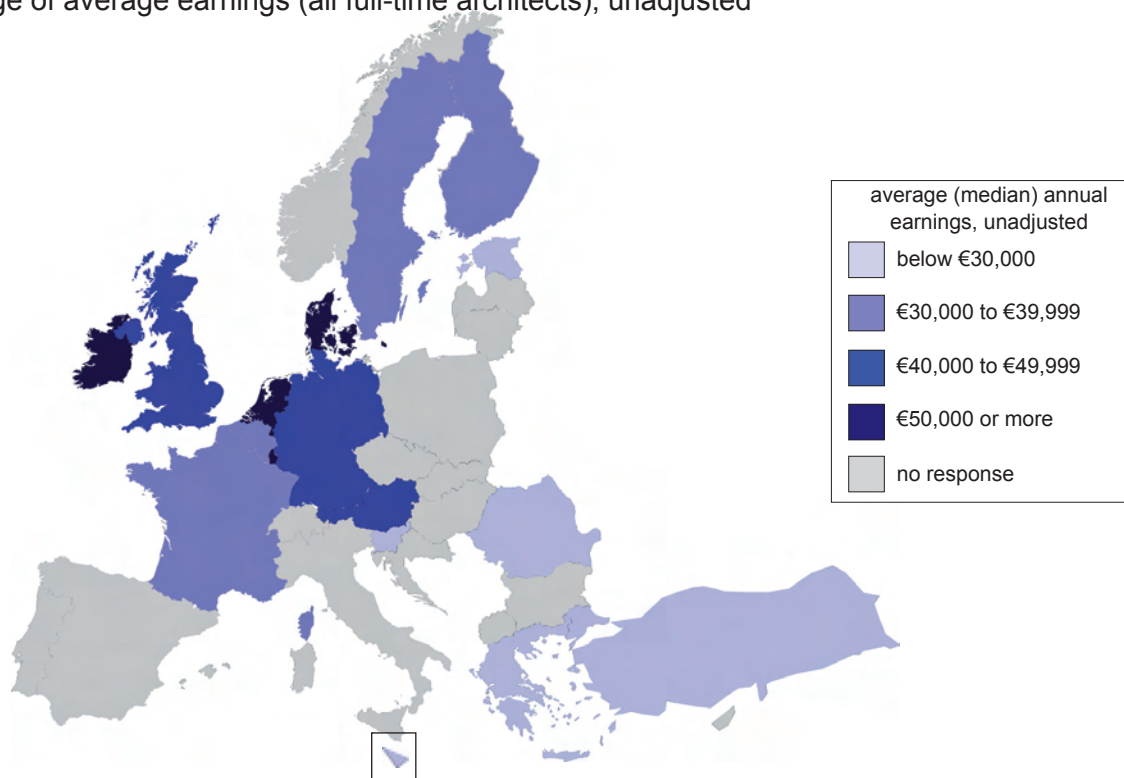 ge of average earnings (all full-time architects), unadjusted
average (median) annual
earnings, unadjusted
below €30,000
€30,000 to €39,999
€40,000 to €49,999
€50,000 or more
no response